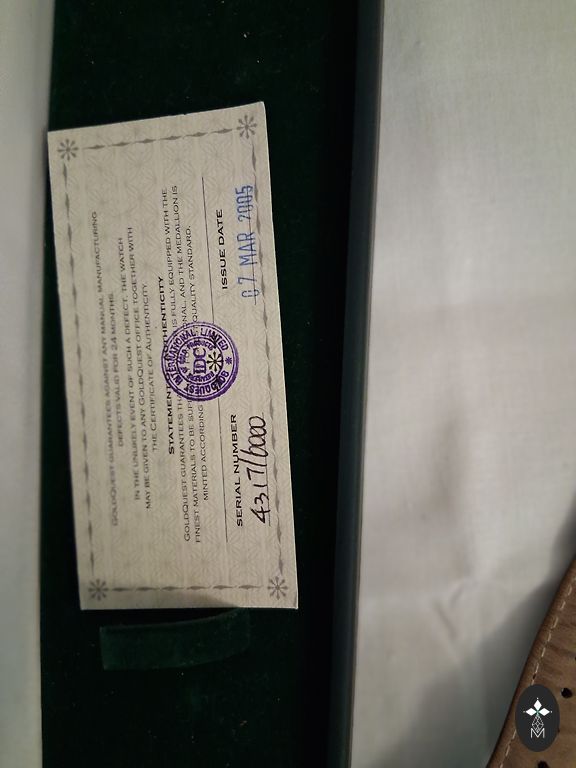 GOLDQUEST GUARANTEES AGAINST ANY MANUAL MANUFACTURING
DEFECTS VALID FOR 24 MONTHS.
IN THE UNLIKELY EVENT OF SUCH A DEFECT, THE WATCH
MAY BE GIVEN TO ANY GOLDQUEST OFFICE TOGETHER WITH
THE CERTIFICATE OF AUTHENTICITY.
STATEMENT AUTHENTICITY
GOLDQUEST GUARANTEES IS FULLY EQUIPPED WITH THE
FINEST MATERIALS TO BE AND THE MEDALLION IS
MINTED ACCORDING QUALITY STANDARD.
SERIAL NUMBER ISSUE DATE
4317/6000 07 MAR 2005
GOLDQUEST INTERNATIONAL LIMITED
IDC
M